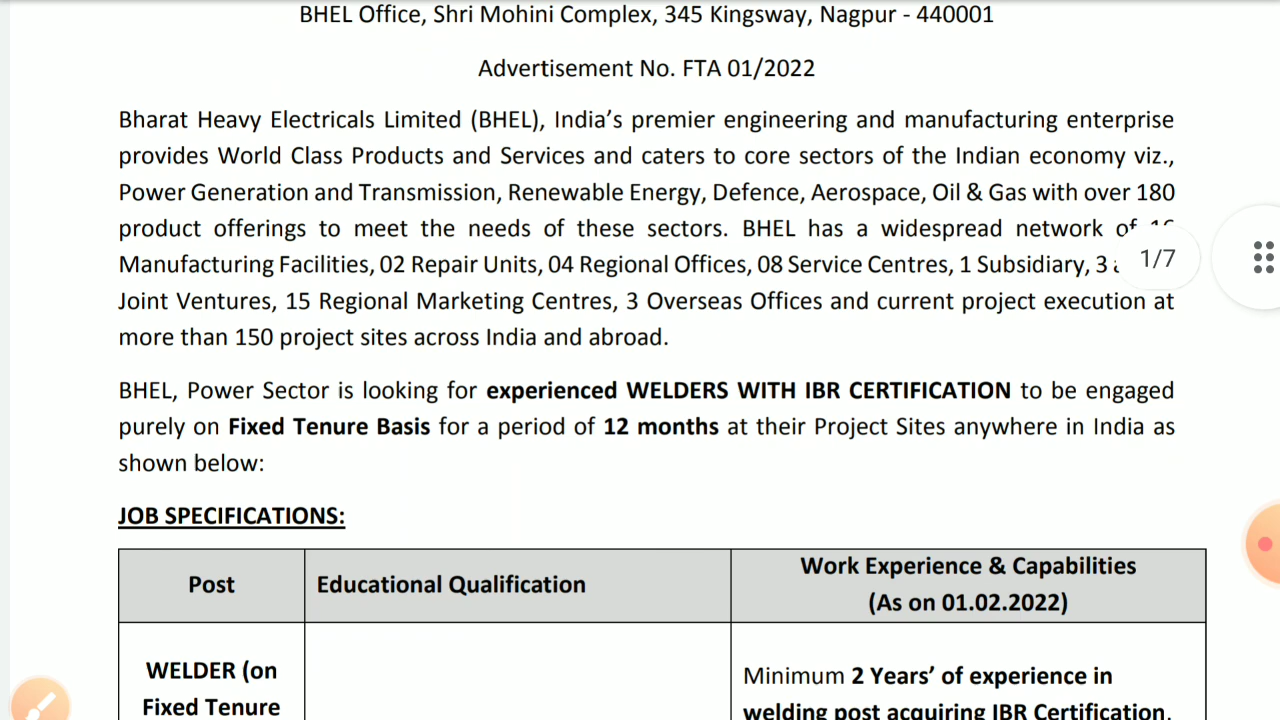 BHEL Office, Shri Mohini Complex, 345 Kingsway, Nagpur - 440001
Advertisement No. FTA 01/2022
Bharat Heavy Electricals Limited (BHEL), India’s premier engineering and manufacturing enterprise
provides World Class Products and Services and caters to core sectors of the Indian economy viz.,
Power Generation and Transmission, Renewable Energy, Defence, Aerospace, Oil & Gas with over 180
product offerings to meet the needs of these sectors. BHEL has a widespread network of
Manufacturing Facilities, 02 Repair Units, 04 Regional Offices, 08 Service Centres, 1 Subsidiary, 3
1/7
Joint Ventures, 15 Regional Marketing Centres, 3 Overseas Offices and current project execution at
more than 150 project sites across India and abroad.
BHEL, Power Sector is looking for experienced WELDERS WITH IBR CERTIFICATION to be engaged
purely on Fixed Tenure Basis for a period of 12 months at their Project Sites anywhere in India as
shown below:
JOB SPECIFICATIONS:
Post
Educational Qualification
Work Experience & Capabilities
(As on 01.02.2022)
WELDER (on
Fixed Tenure
Minimum 2 Years’ of experience in
welding post acquiring IBR Certification.